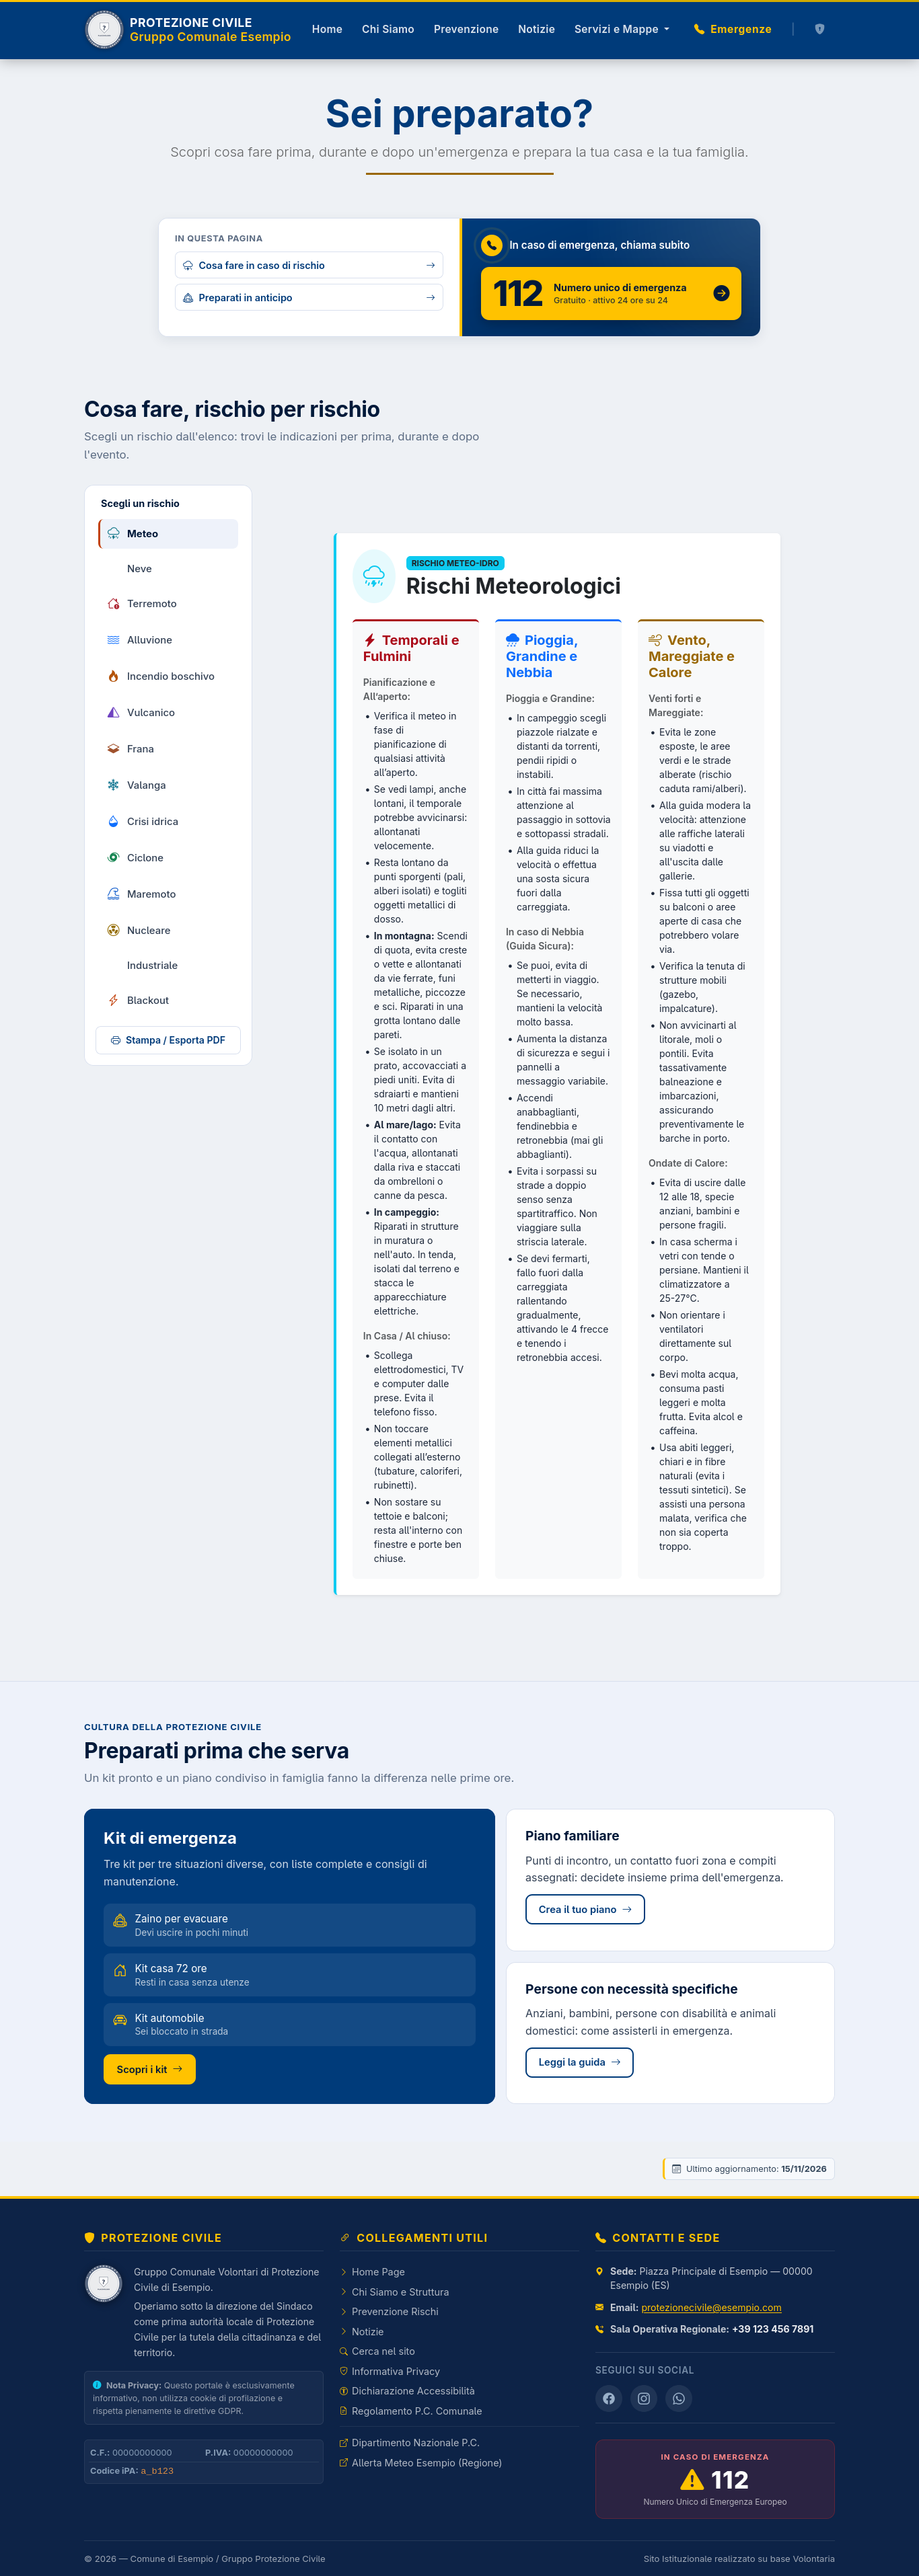 PROTEZIONE CIVILE
Gruppo Comunale Esempio
Home
Chi Siamo
Prevenzione
Notizie
Servizi e Mappe
Emergenze
Sei preparato?
Scopri cosa fare prima, durante e dopo un'emergenza e prepara la tua casa e la tua famiglia.
IN QUESTA PAGINA
Cosa fare in caso di rischio
Preparati in anticipo
In caso di emergenza, chiama subito
112
Numero unico di emergenza
Gratuito · attivo 24 ore su 24
Cosa fare, rischio per rischio
Scegli un rischio dall'elenco: trovi le indicazioni per prima, durante e dopo
l'evento.
Scegli un rischio
Meteo
Neve
Terremoto
Alluvione
Incendio boschivo
Vulcanico
Frana
Valanga
Crisi idrica
Ciclone
Maremoto
Nucleare
Industriale
Blackout
Stampa / Esporta PDF
RISCHIO METEO-IDRO
Rischi Meteorologici
Temporali e
Fulmini
Pianificazione e
All'aperto:
• Verifica il meteo in
fase di
pianificazione di
qualsiasi attività
all'aperto.
• Se vedi lampi, anche
lontani, il temporale
potrebbe avvicinarsi:
allontanati
velocemente.
• Resta lontano da
punti sporgenti (pali,
alberi isolati) e togliti
oggetti metallici di
dosso.
• In montagna: Scendi
di quota, evita creste
o vette e allontanati
da vie ferrate, funi
metalliche, piccozze
e sci. Riparati in una
grotta lontano dalle
pareti.
• Se isolato in un
prato, accovacciati a
piedi uniti. Evita di
sdraiarti e mantieni
10 metri dagli altri.
• Al mare/lago: Evita
il contatto con
l'acqua, allontanati
dalla riva e staccati
da ombrelloni o
canne da pesca.
• In campeggio:
Riparati in strutture
in muratura o
nell'auto. In tenda,
isolati dal terreno e
stacca le
apparecchiature
elettriche.
In Casa / Al chiuso:
• Scollega
elettrodomestici, TV
e computer dalle
prese. Evita il
telefono fisso.
• Non toccare
elementi metallici
collegati all'esterno
(tubature, caloriferi,
rubinetti).
• Non sostare su
tettoie e balconi;
resta all'interno con
finestre e porte ben
chiuse.
Pioggia,
Grandine e
Nebbia
Pioggia e Grandine:
• In campeggio scegli
piazzole rialzate e
distanti da torrenti,
pendii ripidi o
instabili.
• In città fai massima
attenzione al
passaggio in sottovia
e sottopassi stradali.
• Alla guida riduci la
velocità o effettua
una sosta sicura
fuori dalla
carreggiata.
In caso di Nebbia
(Guida Sicura):
• Se puoi, evita di
metterti in viaggio.
Se necessario,
mantieni la velocità
molto bassa.
• Aumenta la distanza
di sicurezza e segui i
pannelli a
messaggio variabile.
• Accendi
anabbaglianti,
fendinebbia e
retronebbia (mai gli
abbaglianti).
• Evita i sorpassi su
strade a doppio
senso senza
spartitraffico. Non
viaggiare sulla
striscia laterale.
• Se devi fermarti,
fallo fuori dalla
carreggiata
rallentando
gradualmente,
attivando le 4 frecce
e tenendo i
retronebbia accesi.
Vento,
Mareggiate e
Calore
Venti forti e
Mareggiate:
• Evita le zone
esposte, le aree
verdi e le strade
alberate (rischio
caduta rami/alberi).
• Alla guida modera la
velocità: attenzione
alle raffiche laterali
su viadotti e
all'uscita dalle
gallerie.
• Fissa tutti gli oggetti
su balconi o aree
aperte di casa che
potrebbero volare
via.
• Verifica la tenuta di
strutture mobili
(gazebo,
impalcature).
• Non avvicinarti al
litorale, moli o
pontili. Evita
tassativamente
balneazione e
imbarcazioni,
assicurando
preventivamente le
barche in porto.
Ondate di Calore:
• Evita di uscire dalle
12 alle 18, specie
anziani, bambini e
persone fragili.
• In casa scherma i
vetri con tende o
persiane. Mantieni il
climatizzatore a
25-27°C.
• Non orientare i
ventilatori
direttamente sul
corpo.
• Bevi molta acqua,
consuma pasti
leggeri e molta
frutta. Evita alcol e
caffeina.
• Usa abiti leggeri,
chiari e in fibre
naturali (evita i
tessuti sintetici). Se
assisti una persona
malata, verifica che
non sia coperta
troppo.
CULTURA DELLA PROTEZIONE CIVILE
Preparati prima che serva
Un kit pronto e un piano condiviso in famiglia fanno la differenza nelle prime ore.
Kit di emergenza
Tre kit per tre situazioni diverse, con liste complete e consigli di
manutenzione.
Zaino per evacuare
Devi uscire in pochi minuti
Kit casa 72 ore
Resti in casa senza utenze
Kit automobile
Sei bloccato in strada
Scopri i kit
Piano familiare
Punti di incontro, un contatto fuori zona e compiti
assegnati: decidete insieme prima dell'emergenza.
Crea il tuo piano
Persone con necessità specifiche
Anziani, bambini, persone con disabilità e animali
domestici: come assisterli in emergenza.
Leggi la guida
Ultimo aggiornamento: 15/11/2026
PROTEZIONE CIVILE
Gruppo Comunale Volontari di Protezione
Civile di Esempio.
Operiamo sotto la direzione del Sindaco
come prima autorità locale di Protezione
Civile per la tutela della cittadinanza e del
territorio.
Nota Privacy: Questo portale è esclusivamente
informativo, non utilizza cookie di profilazione e
rispetta pienamente le direttive GDPR.
C.F.: 00000000000
P.IVA: 00000000000
Codice iPA: a_b123
COLLEGAMENTI UTILI
Home Page
Chi Siamo e Struttura
Prevenzione Rischi
Notizie
Cerca nel sito
Informativa Privacy
Dichiarazione Accessibilità
Regolamento P.C. Comunale
Dipartimento Nazionale P.C.
Allerta Meteo Esempio (Regione)
CONTATTI E SEDE
Sede: Piazza Principale di Esempio — 00000
Esempio (ES)
Email: protezionecivile@esempio.com
Sala Operativa Regionale: +39 123 456 7891
SEGUICI SUI SOCIAL
IN CASO DI EMERGENZA
112
Numero Unico di Emergenza Europeo
© 2026 — Comune di Esempio / Gruppo Protezione Civile
Sito Istituzionale realizzato su base Volontaria